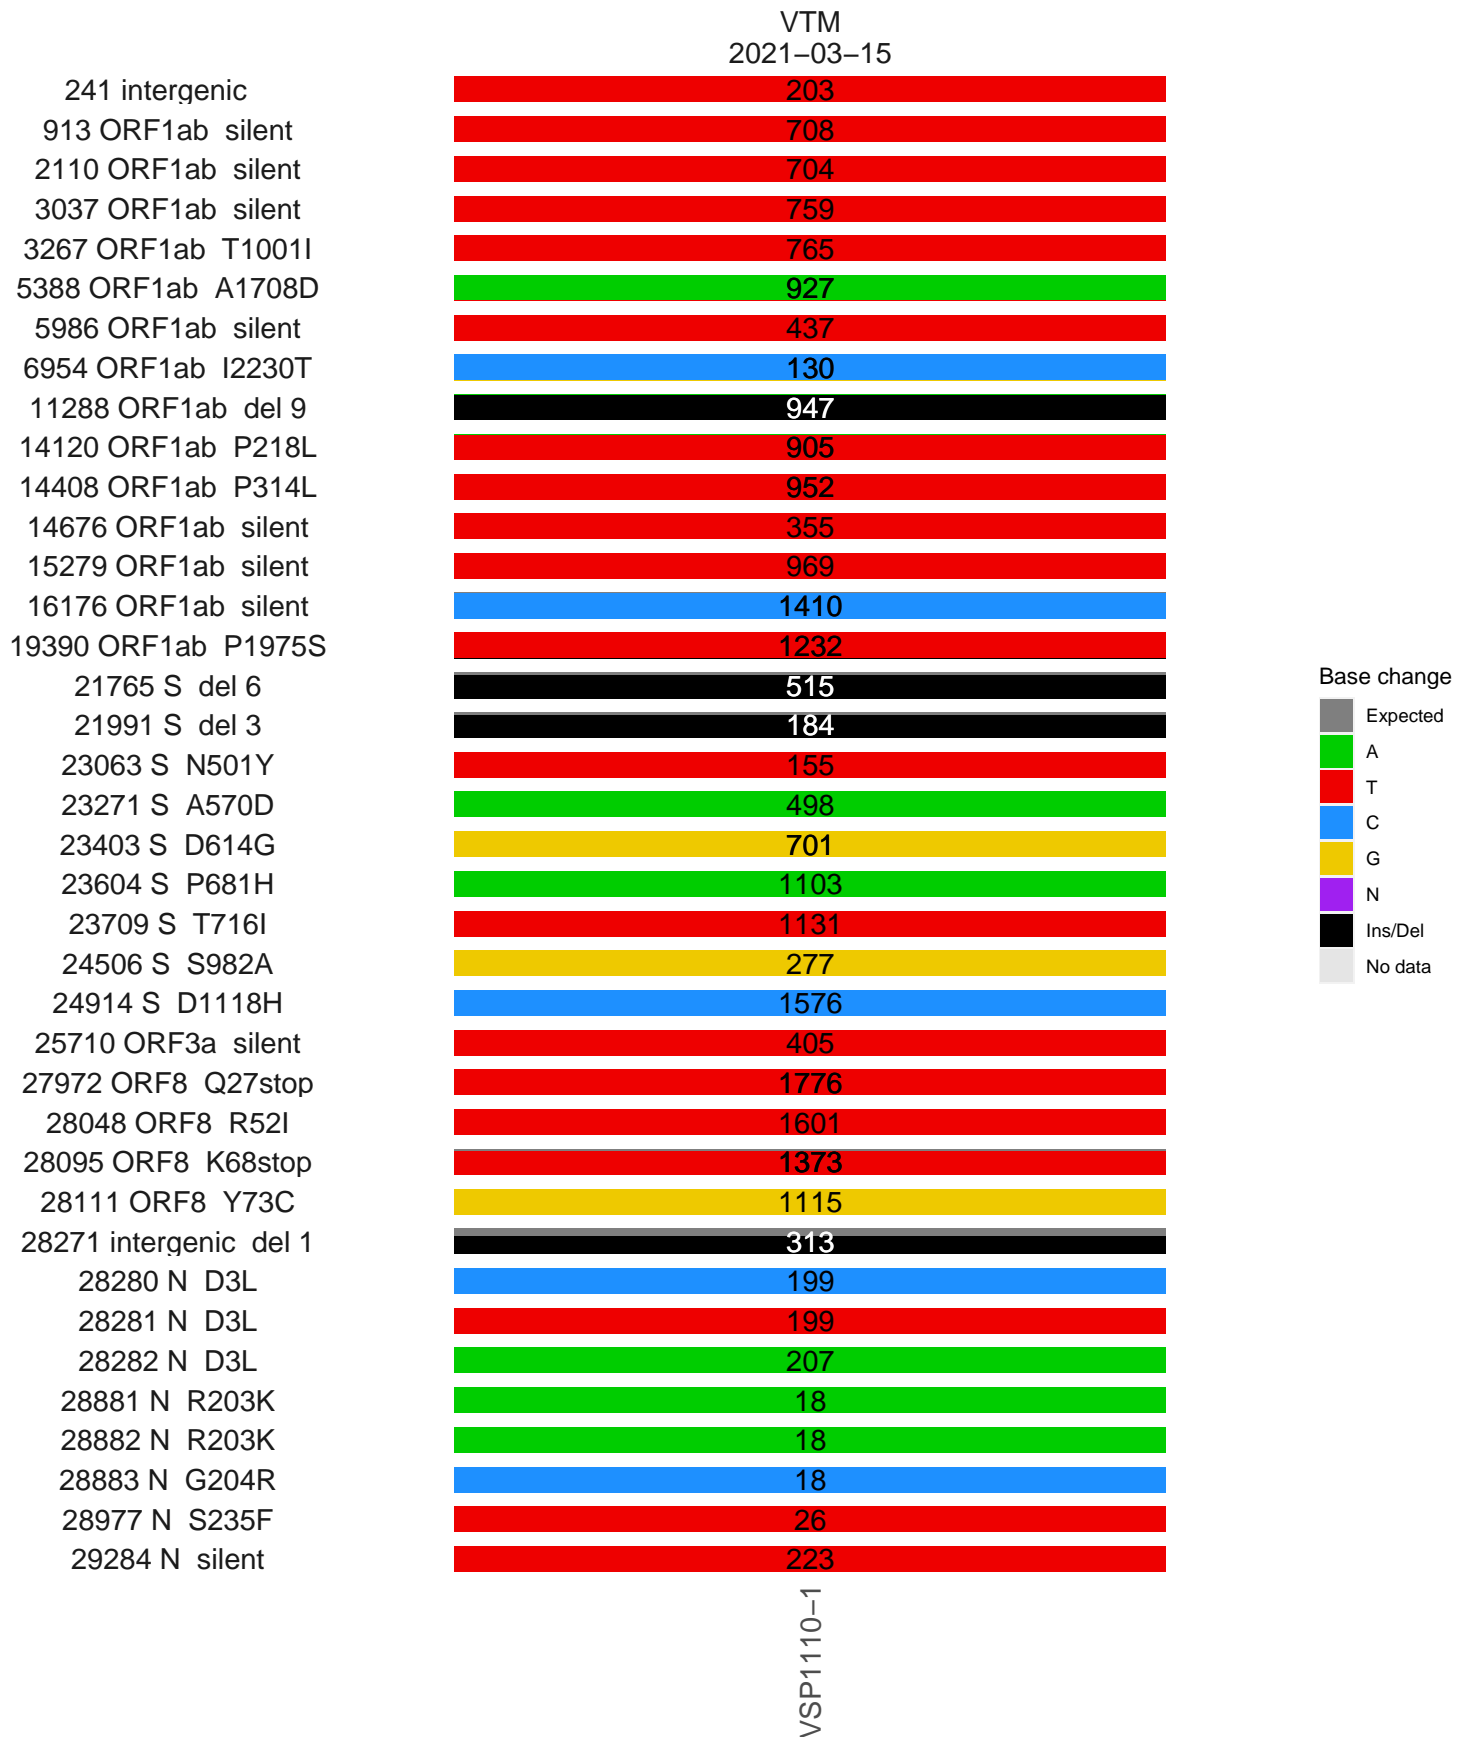 VTM
2021−03−15
241 intergenic 203
913 ORF1ab silent 708
2110 ORF1ab silent 704
3037 ORF1ab silent 759
3267 ORF1ab T1001I 765
5388 ORF1ab A1708D 927
5986 ORF1ab silent 437
6954 ORF1ab I2230T 130
11288 ORF1ab del 9 947
14120 ORF1ab P218L 905
14408 ORF1ab P314L 952
14676 ORF1ab silent 355
15279 ORF1ab silent 969
16176 ORF1ab silent 1410
19390 ORF1ab P1975S 1232
21765 S del 6 515
21991 S del 3 184
23063 S N501Y 155
23271 S A570D 498
23403 S D614G 701
23604 S P681H 1103
23709 S T716I 1131
24506 S S982A 277
24914 S D1118H 1576
25710 ORF3a silent 405
27972 ORF8 Q27stop 1776
28048 ORF8 R52I 1601
28095 ORF8 K68stop 1373
28111 ORF8 Y73C 1115
28271 intergenic del 1 313
28280 N D3L 199
28281 N D3L 199
28282 N D3L 207
28881 N R203K 18
28882 N R203K 18
28883 N G204R 18
28977 N S235F 26
29284 N silent 223
VSP1110−1
Base change
Expected
A
T
C
G
N
Ins/Del
No data